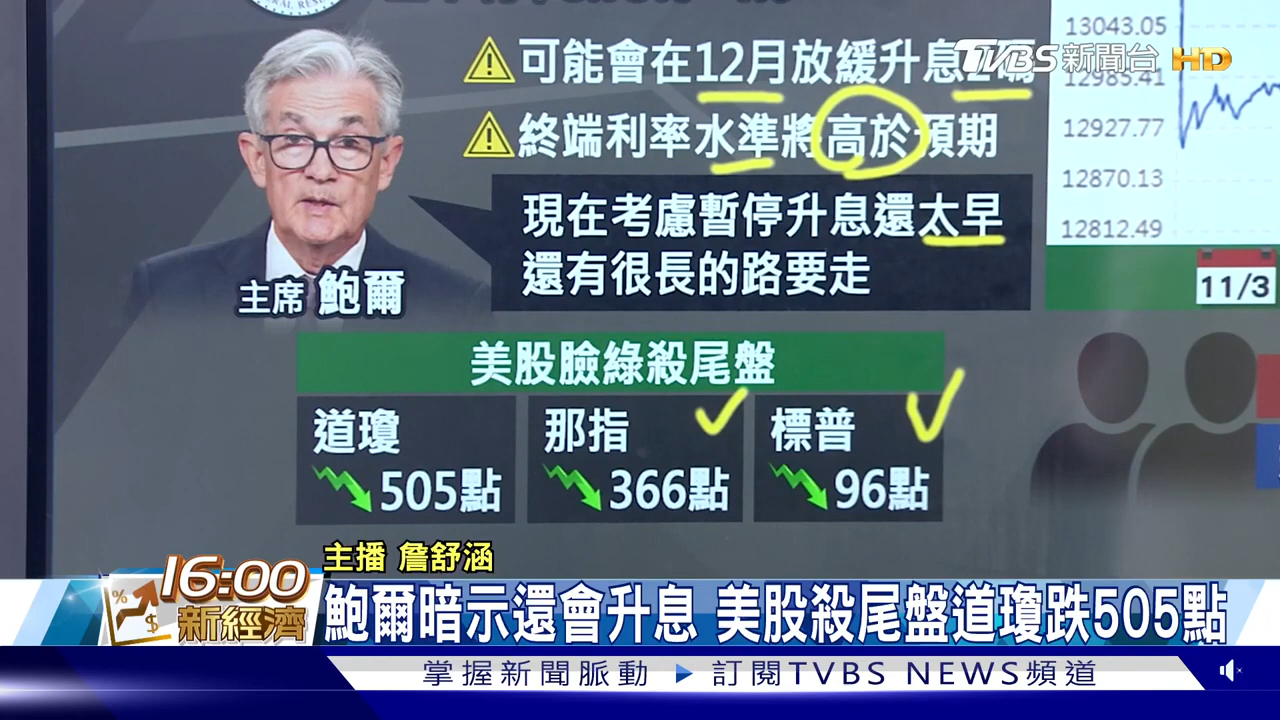 可能會在12月放緩升息2碼
終端利率水準將高於預期
現在考慮暫停升息還太早
還有很長的路要走
主席 鮑爾
美股臉綠殺尾盤
道瓊
505點
那指
366點
標普
96點
TVBS新聞台 HD
13043.05
12985.41
12927.77
12870.13
12812.49
11/3
主播 詹舒涵
16:00
新經濟
%
$
鮑爾暗示還會升息 美股殺尾盤道瓊跌505點
掌握新聞脈動 ▶ 訂閱TVBS NEWS頻道